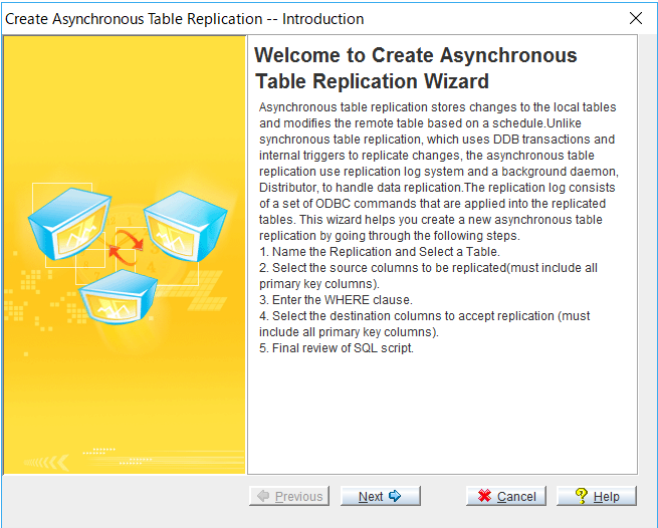 Create Asynchronous Table Replication -- Introduction
Welcome to Create Asynchronous
Table Replication Wizard
Asynchronous table replication stores changes to the local tables
and modifies the remote table based on a schedule.Unlike
synchronous table replication, which uses DDB transactions and
internal triggers to replicate changes, the asynchronous table
replication use replication log system and a background daemon,
Distributor, to handle data replication.The replication log consists
of a set of ODBC commands that are applied into the replicated
tables. This wizard helps you create a new asynchronous table
replication by going through the following steps.
1. Name the Replication and Select a Table.
2. Select the source columns to be replicated(must include all
primary key columns).
3. Enter the WHERE clause.
4. Select the destination columns to accept replication (must
include all primary key columns).
5. Final review of SQL script.
Previous Next Cancel Help